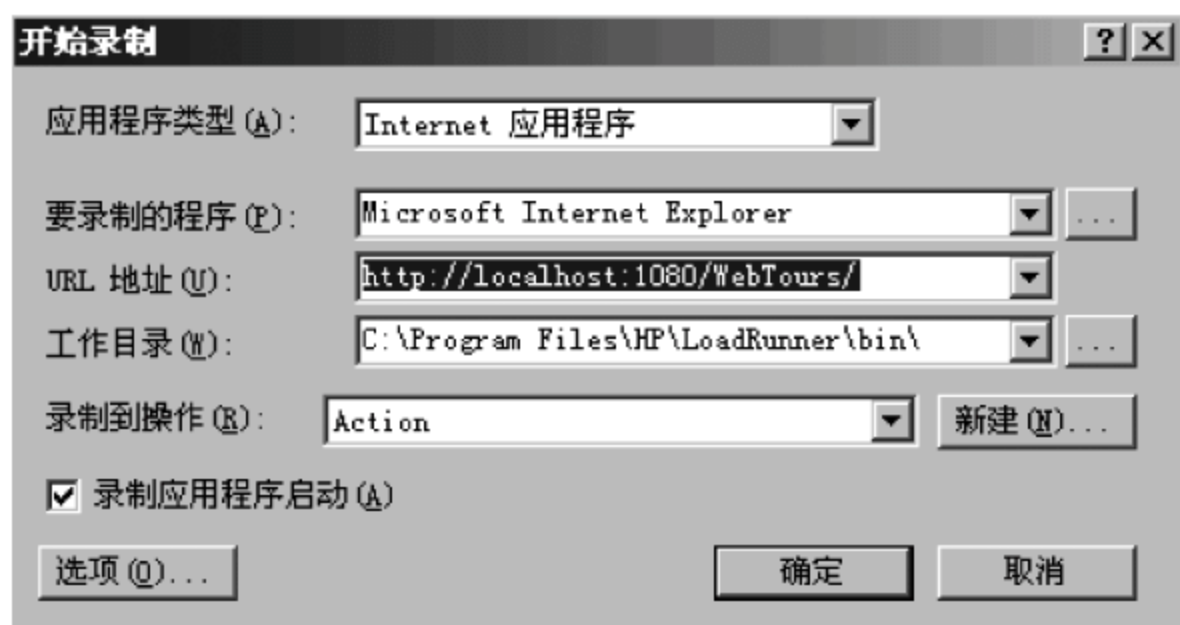 开始录制
应用程序类型(A): Internet 应用程序
要录制的程序(P): Microsoft Internet Explorer ...
URL 地址(U): http://localhost:1080/WebTours/
工作目录(W): C:\Program Files\HP\LoadRunner\bin\ ...
录制到操作(R): Action 新建(N)...
录制应用程序启动(A)
选项(O)... 确定 取消